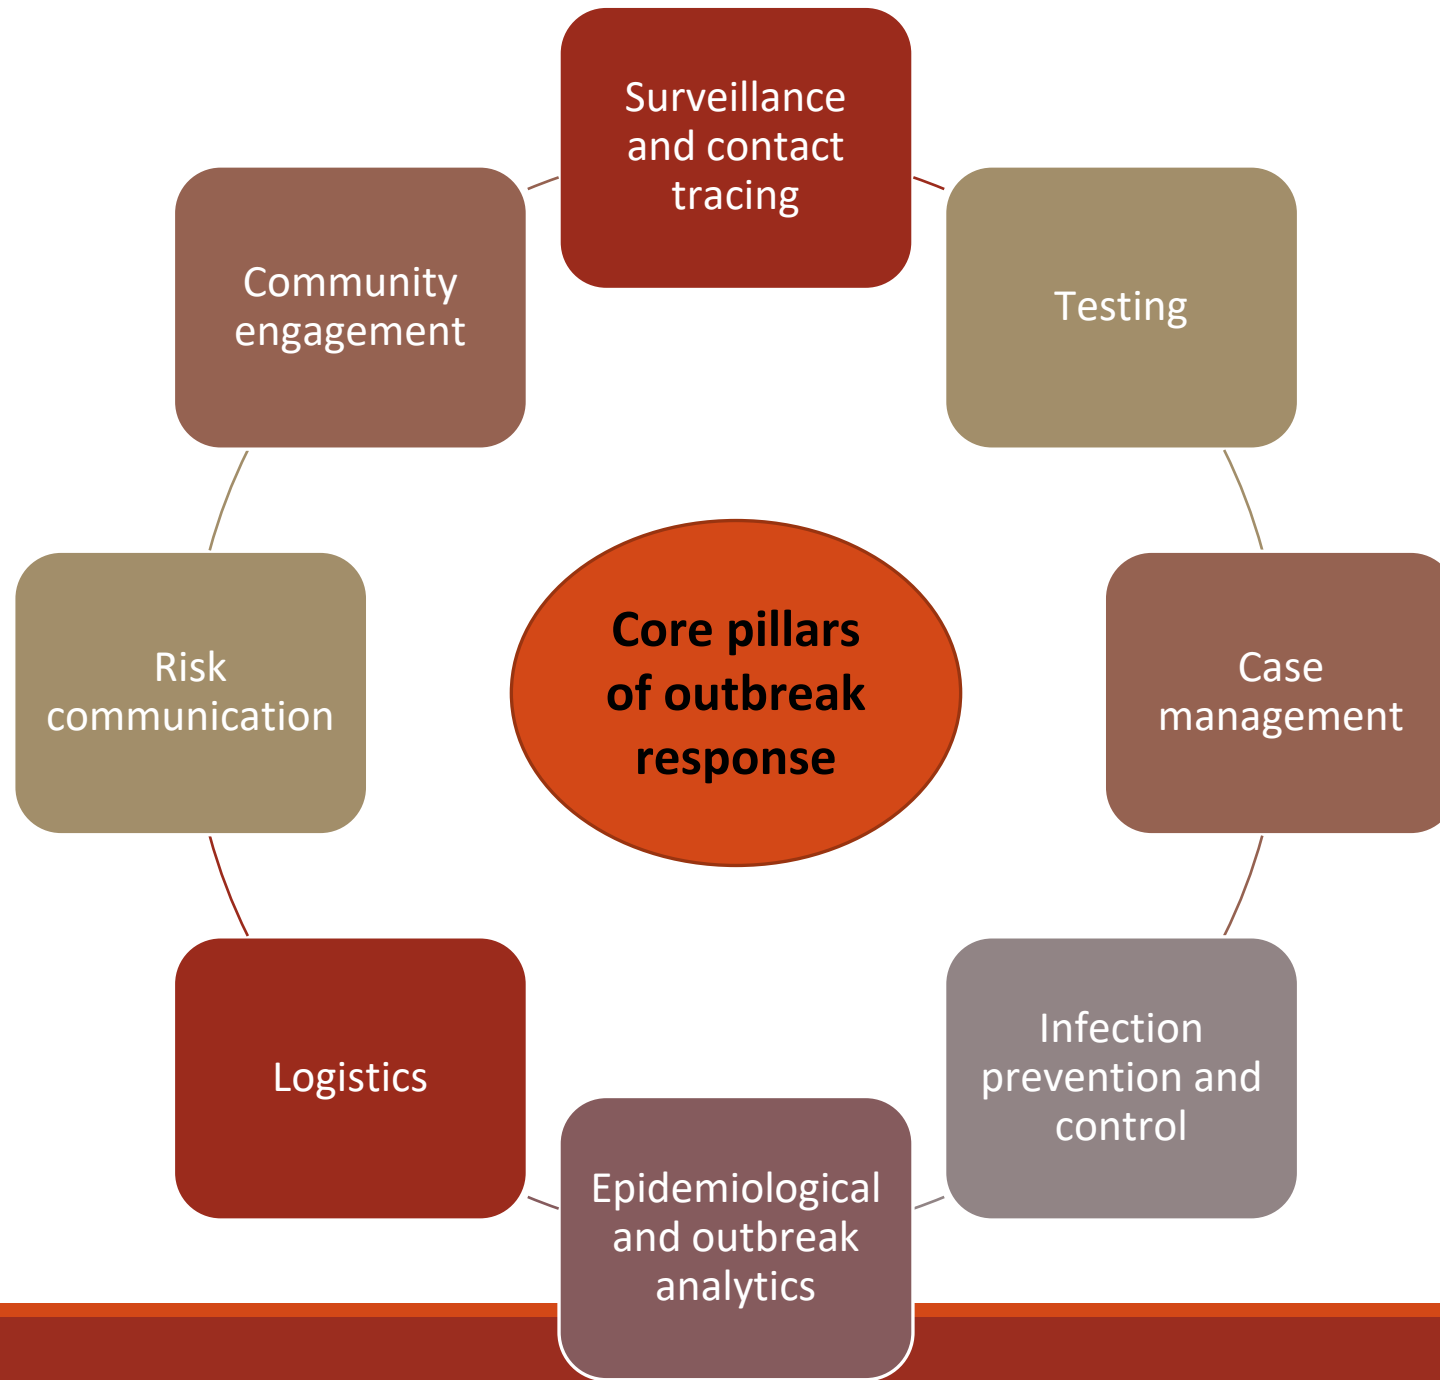 Surveillance
and contact
tracing
Testing
Case
management
Infection
prevention and
control
Epidemiological
and outbreak
analytics
Logistics
Risk
communication
Community
engagement
Core pillars
of outbreak
response